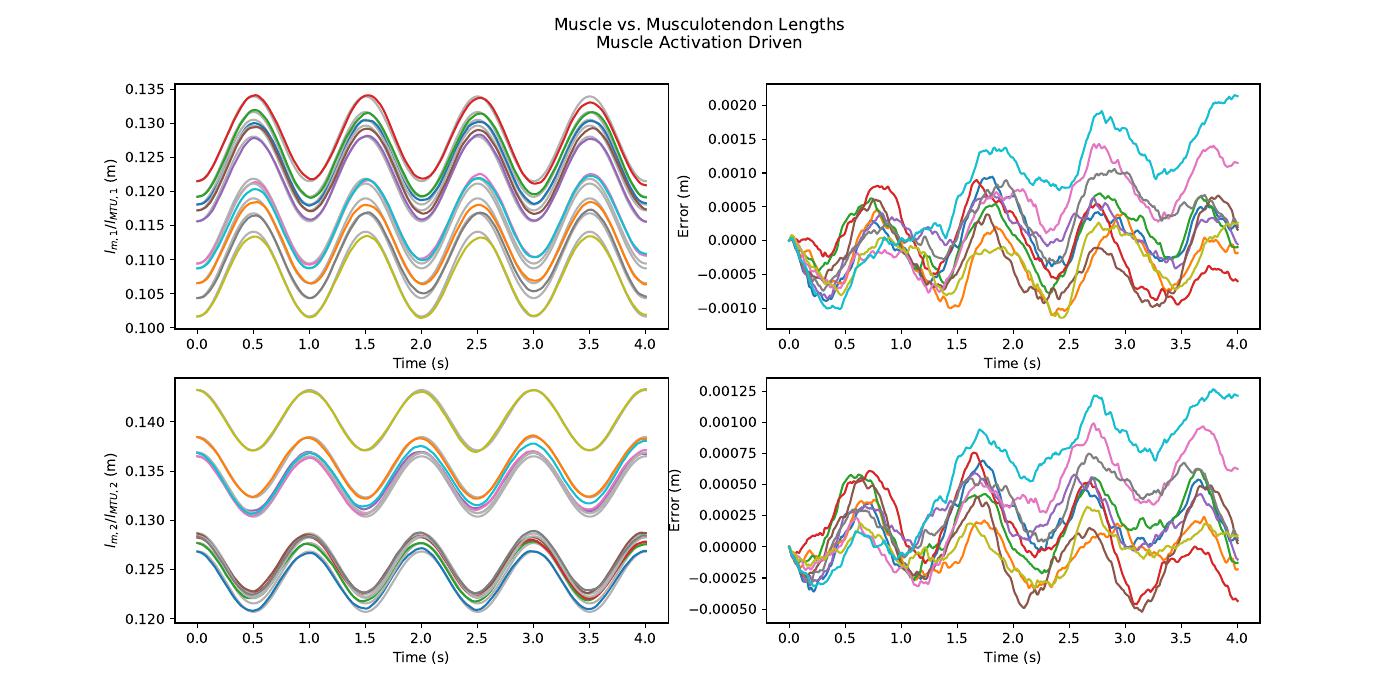 Muscle vs. Musculotendon Lengths
Muscle Activation Driven
l_{m,1}/l_{MTU,1} (m)
0.135
0.130
0.125
0.120
0.115
0.110
0.105
0.100
0.0 0.5 1.0 1.5 2.0 2.5 3.0 3.5 4.0
Time (s)
Error (m)
0.0020
0.0015
0.0010
0.0005
0.0000
−0.0005
−0.0010
0.0 0.5 1.0 1.5 2.0 2.5 3.0 3.5 4.0
Time (s)
l_{m,2}/l_{MTU,2} (m)
0.140
0.135
0.130
0.125
0.120
0.0 0.5 1.0 1.5 2.0 2.5 3.0 3.5 4.0
Time (s)
Error (m)
0.00125
0.00100
0.00075
0.00050
0.00025
0.00000
−0.00025
−0.00050
0.0 0.5 1.0 1.5 2.0 2.5 3.0 3.5 4.0
Time (s)